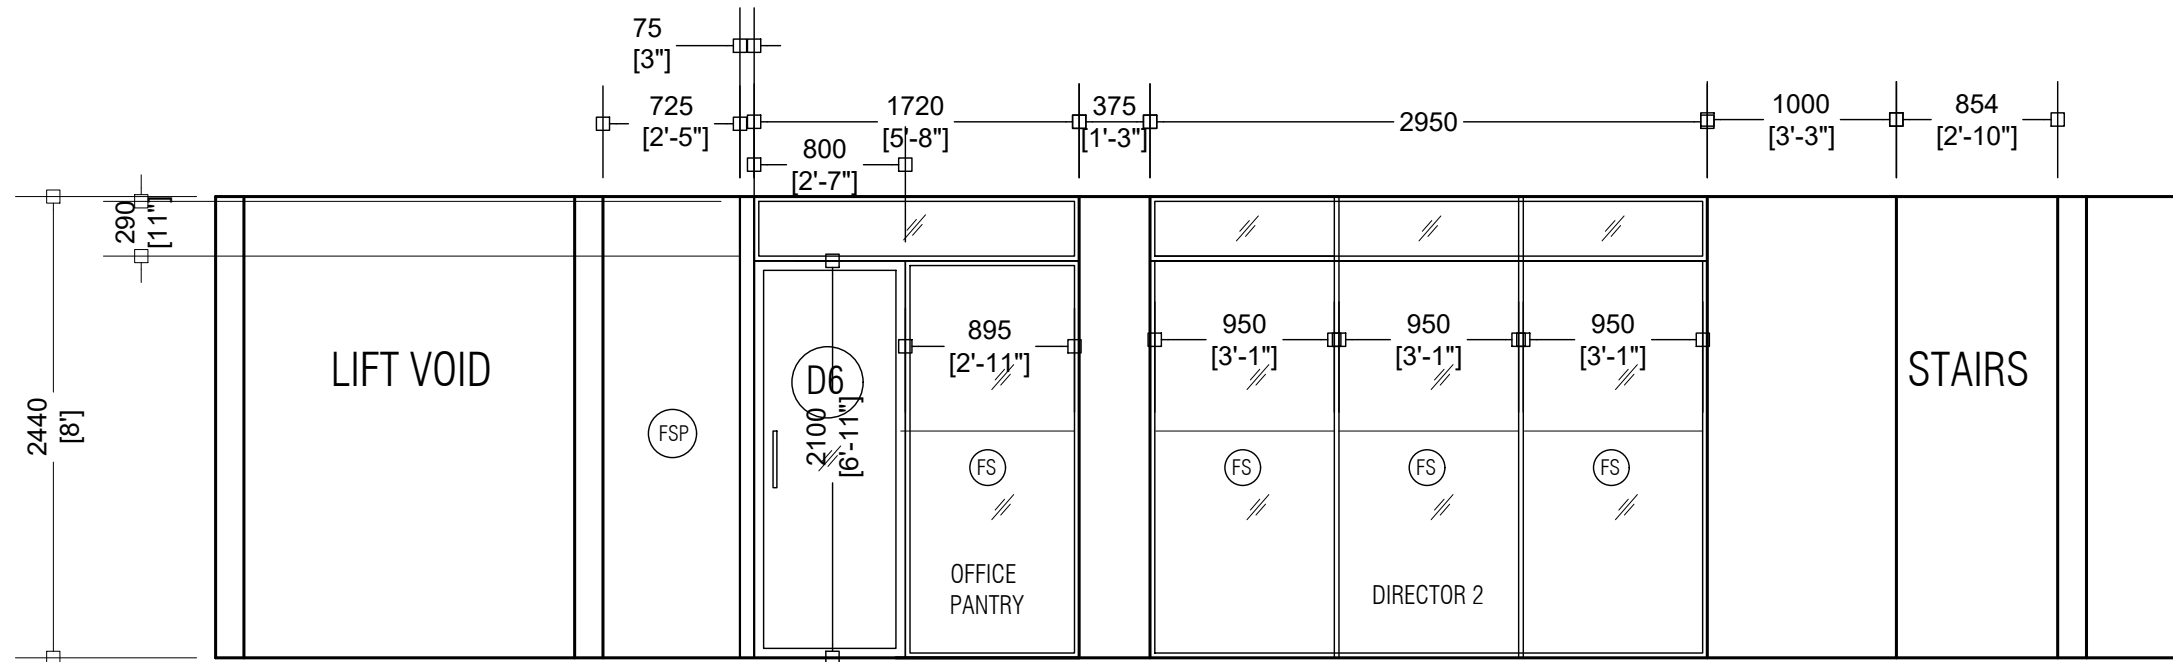 75
[3"]
725
[2'-5"]
1720
[5'-8"]
375
[1'-3"]
2950
1000
[3'-3"]
854
[2'-10"]
800
[2'-7"]
290
[11"]
2440
[8']
LIFT VOID
FSP
D6
2100
[6'-11"]
895
[2'-11"]
FS
OFFICE
PANTRY
950
[3'-1"]
950
[3'-1"]
950
[3'-1"]
FS
FS
FS
DIRECTOR 2
STAIRS